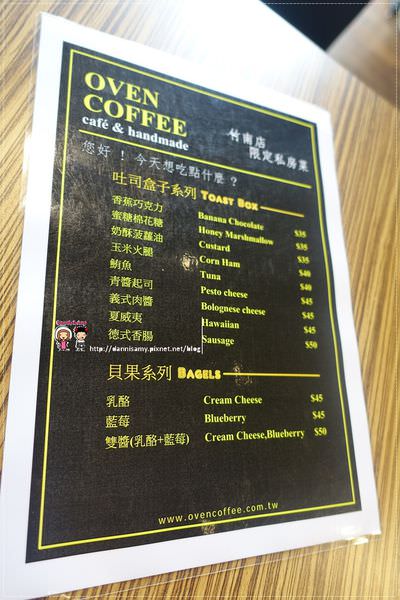 OVEN
COFFEE
café & handmade
竹南店
限定私房菜
您好！今天想吃點什麼？
吐司盒子系列 TOAST BOX
香蕉巧克力 Banana Chocolate $35
蜜糖棉花糖 Honey Marshmallow $35
奶酥菠蘿油 Custard $35
玉米火腿 Corn Ham $40
鮪魚 Tuna $40
青醬起司 Pesto cheese $45
義式肉醬 Bolognese cheese $45
夏威夷 Hawaiian $45
德式香腸 Sausage $50
http://dannisamy.pixnet.net/blog
貝果系列 BAGELS
乳酪 Cream Cheese $45
藍莓 Blueberry $45
雙醬(乳酪+藍莓) Cream Cheese,Blueberry $50
www.ovencoffee.com.tw